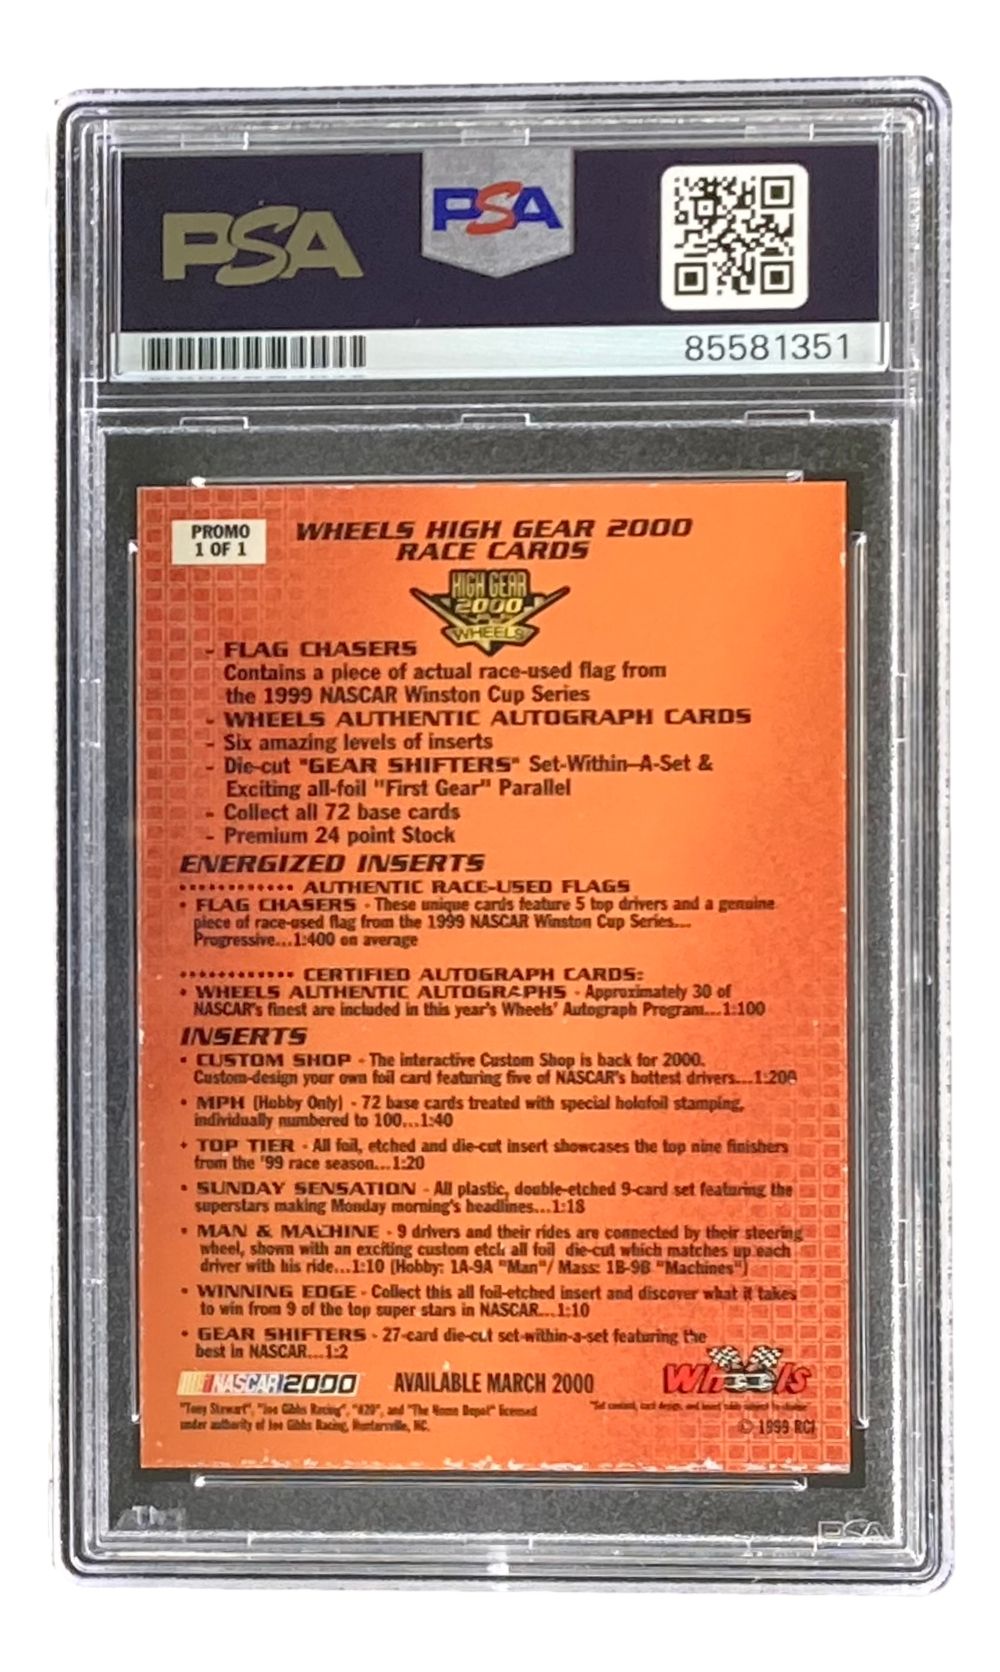 PSA
PSA
85581351
PROMO
1 OF 1
WHEELS HIGH GEAR 2000
RACE CARDS
HIGH GEAR
2000
WHEELS
- FLAG CHASERS
Contains a piece of actual race-used flag from
the 1999 NASCAR Winston Cup Series
- WHEELS AUTHENTIC AUTOGRAPH CARDS
- Six amazing levels of inserts
- Die-cut "GEAR SHIFTERS" Set-Within-A-Set &
Exciting all-foil "First Gear" Parallel
- Collect all 72 base cards
- Premium 24 point Stock
ENERGIZED INSERTS
............ AUTHENTIC RACE-USED FLAGS
• FLAG CHASERS - These unique cards feature 5 top drivers and a genuine
piece of race-used flag from the 1999 NASCAR Winston Cup Series...
Progressive...1:400 on average
............ CERTIFIED AUTOGRAPH CARDS:
• WHEELS AUTHENTIC AUTOGRAPHS - Approximately 30 of
NASCAR's finest are included in this year's Wheels' Autograph Program...1:100
INSERTS
• CUSTOM SHOP - The interactive Custom Shop is back for 2000.
Custom-design your own foil card featuring five of NASCAR's hottest drivers...1:200
• MPH (Hobby Only) - 72 base cards treated with special holofoil stamping,
individually numbered to 100...1:40
• TOP TIER - All foil, etched and die-cut insert showcases the top nine finishers
from the '99 race season...1:20
• SUNDAY SENSATION - All plastic, double-etched 9-card set featuring the
superstars making Monday morning's headlines...1:18
• MAN & MACHINE - 9 drivers and their rides are connected by their steering
wheel, shown with an exciting custom etch all foil die-cut which matches up each
driver with his ride...1:10 (Hobby: 1A-9A "Man"/ Mass: 1B-9B "Machines")
• WINNING EDGE - Collect this all foil-etched insert and discover what it takes
to win from 9 of the top super stars in NASCAR...1:10
• GEAR SHIFTERS - 27-card die-cut set-within-a-set featuring the
best in NASCAR...1:2
NASCAR 2000 AVAILABLE MARCH 2000 Wheels
"Tony Stewart", "Joe Gibbs Racing", "#20", and "The Home Depot" licensed
under authority of Joe Gibbs Racing, Huntersville, NC.
"Set content, card design, and insert odds subject to change"
© 1999 RCI
PSA